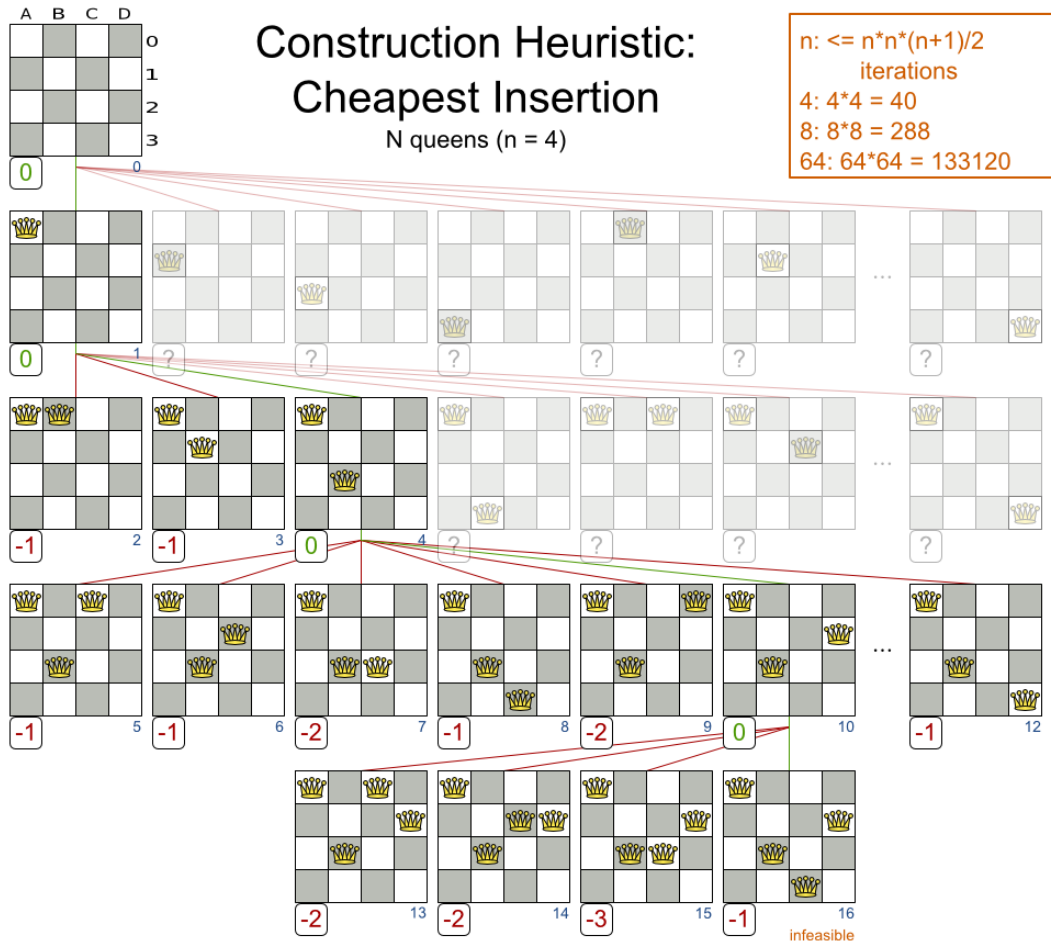 A B C D
0
1
2
3
Construction Heuristic:
Cheapest Insertion
N queens (n = 4)
n: <= n*n*(n+1)/2
iterations
4: 4*4 = 40
8: 8*8 = 288
64: 64*64 = 133120
0 0
0 1 ? ? ? ? ? ... ?
-1 2 -1 3 0 4 ? ? ? ... ?
-1 5 -1 6 -2 7 -1 8 -2 9 0 10 ... -1 12
-2 13 -2 14 -3 15 -1 16
infeasible